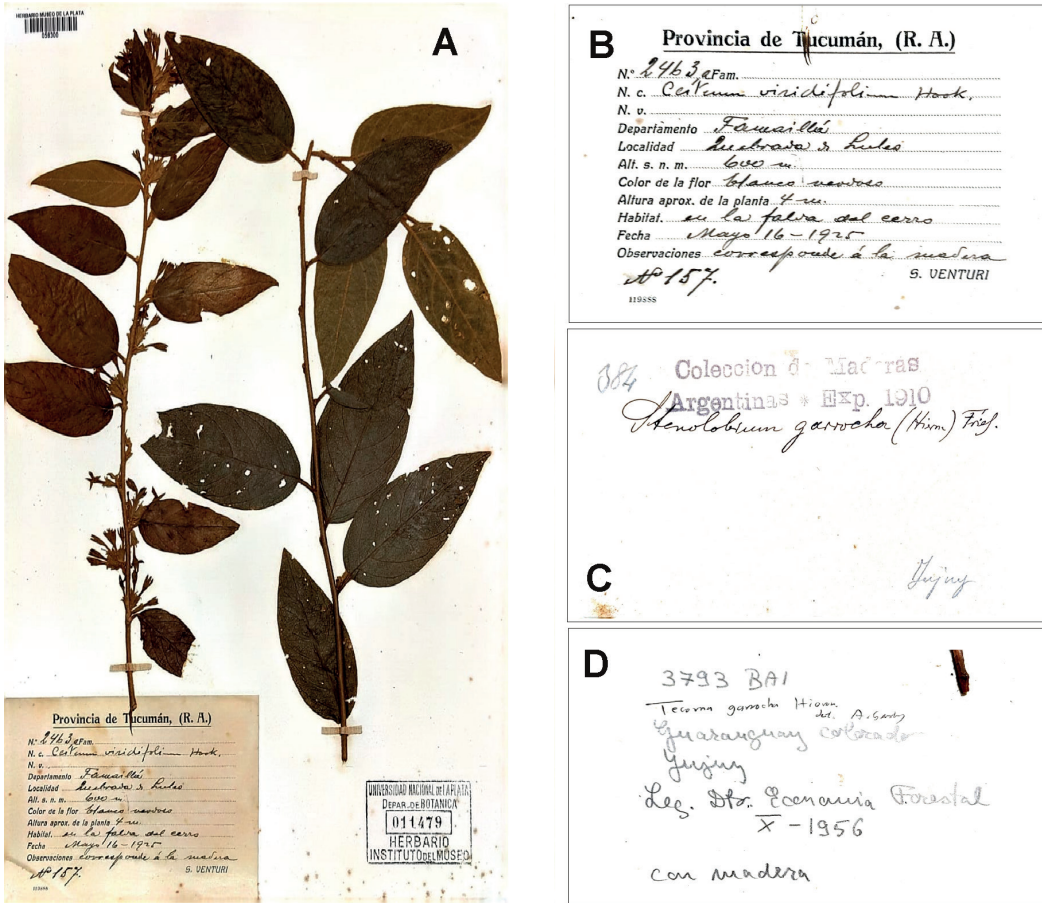 HERBARIO MUSEO DE LA PLATA
A
Provincia de Tucumán, (R. A.)
N.º 2463 a Fam.
N. c. Cestrum viridifolium Hook.
N. v.
Departamento Famaillá
Localidad Quebrada de Lules
Alt. s. n. m. 600 m
Color de la flor blanco verdoso
Altura aprox. de la planta 4 m.
Habitat. en la falda del cerro
Fecha Mayo 16-1925
Observaciones corresponde á la madera
Nº 157. S. VENTURI
UNIVERSIDAD NACIONAL de LA PLATA
DEPAR. DE BOTANICA
011479
HERBARIO
INSTITUTO DEL MUSEO
B
Provincia de Tucumán, (R. A.)
N.º 2463 a Fam.
N. c. Cestrum viridifolium Hook.
N. v.
Departamento Famaillá
Localidad Quebrada de Lules
Alt. s. n. m. 600 m.
Color de la flor blanco verdoso
Altura aprox. de la planta 4 m.
Habitat. en la falda del cerro
Fecha Mayo 16-1925
Observaciones corresponde á la madera
Nº 157. S. VENTURI
119888
C
384 Coleccion de Maderas
Argentinas * Exp. 1910
Stenolobium garrocha (Hiern) Fries.
Jujuy
D
3793 BAI
Tecoma garrocha Hieron.
det.
Guaranguay colorado
Jujuy
Leg. Dto. Economia Forestal
X - 1956
con madera